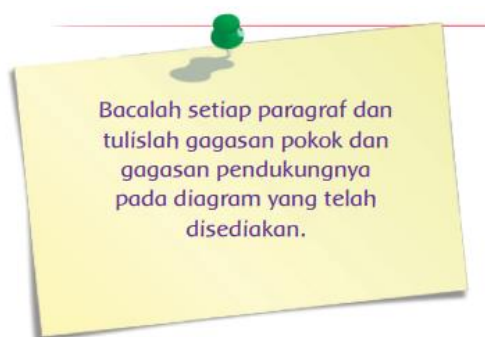 Bacalah setiap paragraf dan
tulislah gagasan pokok dan
gagasan pendukungnya
pada diagram yang telah
disediakan.